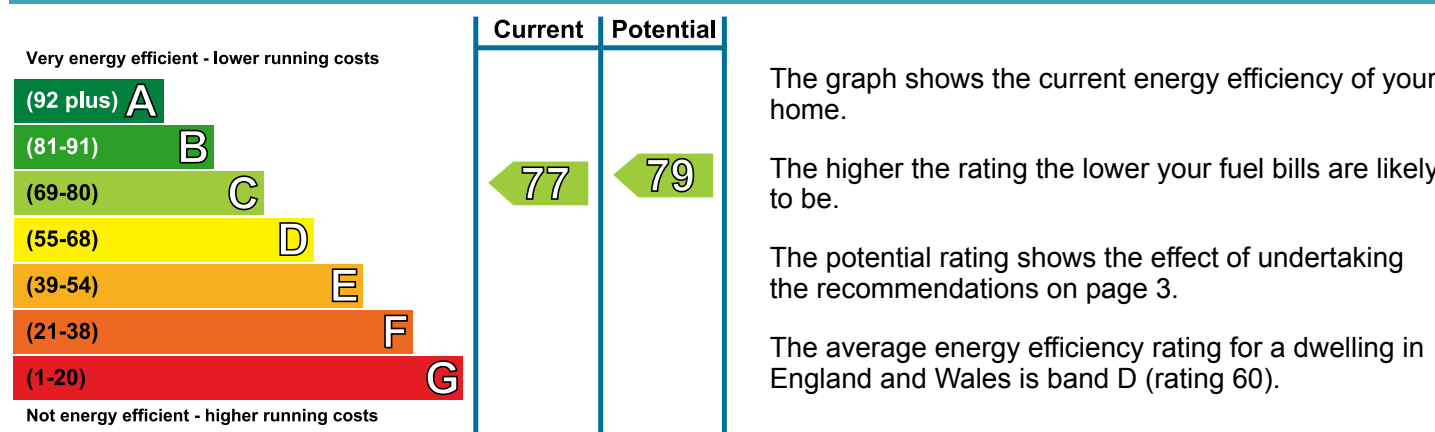 Current Potential
Very energy efficient - lower running costs
(92 plus) A
(81-91) B
(69-80) C
(55-68) D
(39-54) E
(21-38) F
(1-20) G
Not energy efficient - higher running costs
77 79
The graph shows the current energy efficiency of your
home.
The higher the rating the lower your fuel bills are likely
to be.
The potential rating shows the effect of undertaking
the recommendations on page 3.
The average energy efficiency rating for a dwelling in
England and Wales is band D (rating 60).